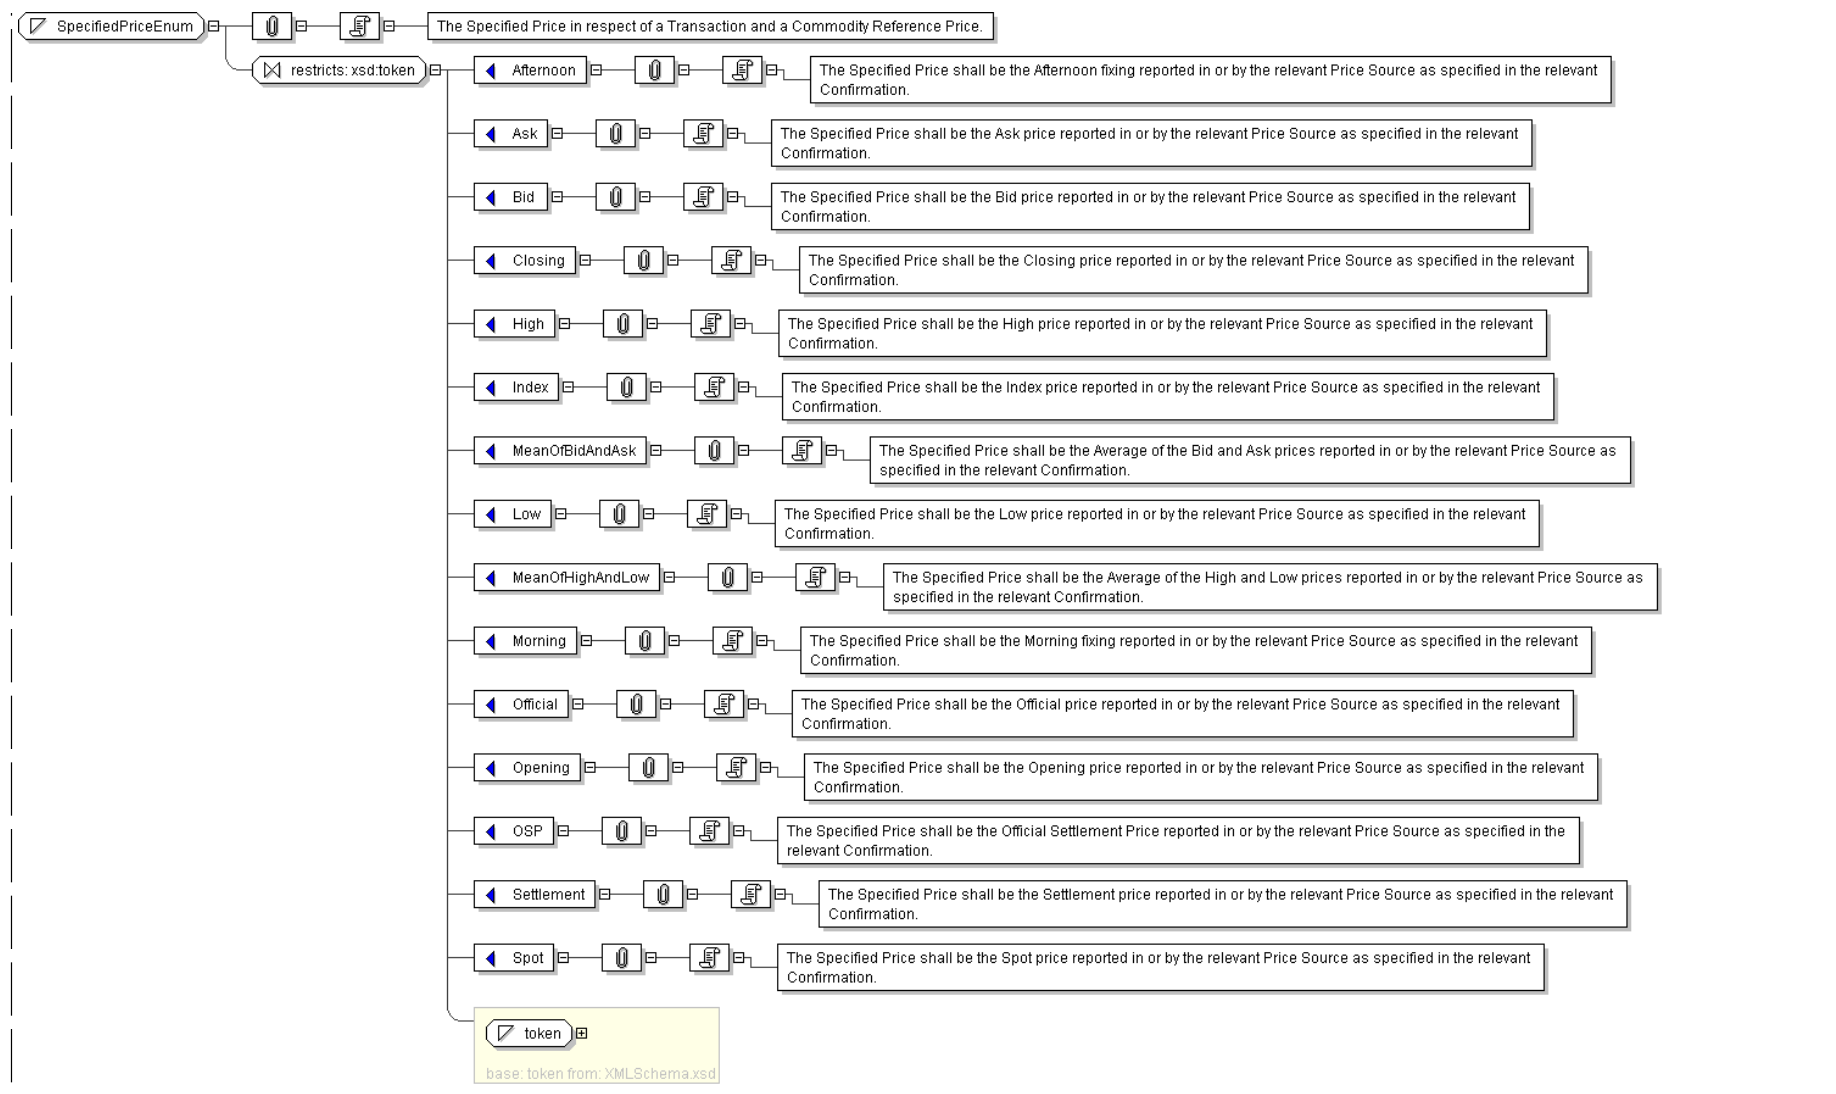 SpecifiedPriceEnum
The Specified Price in respect of a Transaction and a Commodity Reference Price.
restricts: xsd:token
Afternoon
The Specified Price shall be the Afternoon fixing reported in or by the relevant Price Source as specified in the relevant
Confirmation.
Ask
The Specified Price shall be the Ask price reported in or by the relevant Price Source as specified in the relevant
Confirmation.
Bid
The Specified Price shall be the Bid price reported in or by the relevant Price Source as specified in the relevant
Confirmation.
Closing
The Specified Price shall be the Closing price reported in or by the relevant Price Source as specified in the relevant
Confirmation.
High
The Specified Price shall be the High price reported in or by the relevant Price Source as specified in the relevant
Confirmation.
Index
The Specified Price shall be the Index price reported in or by the relevant Price Source as specified in the relevant
Confirmation.
MeanOfBidAndAsk
The Specified Price shall be the Average of the Bid and Ask prices reported in or by the relevant Price Source as
specified in the relevant Confirmation.
Low
The Specified Price shall be the Low price reported in or by the relevant Price Source as specified in the relevant
Confirmation.
MeanOfHighAndLow
The Specified Price shall be the Average of the High and Low prices reported in or by the relevant Price Source as
specified in the relevant Confirmation.
Morning
The Specified Price shall be the Morning fixing reported in or by the relevant Price Source as specified in the relevant
Confirmation.
Official
The Specified Price shall be the Official price reported in or by the relevant Price Source as specified in the relevant
Confirmation.
Opening
The Specified Price shall be the Opening price reported in or by the relevant Price Source as specified in the relevant
Confirmation.
OSP
The Specified Price shall be the Official Settlement Price reported in or by the relevant Price Source as specified in the
relevant Confirmation.
Settlement
The Specified Price shall be the Settlement price reported in or by the relevant Price Source as specified in the relevant
Confirmation.
Spot
The Specified Price shall be the Spot price reported in or by the relevant Price Source as specified in the relevant
Confirmation.
token
base: token from: XMLSchema.xsd